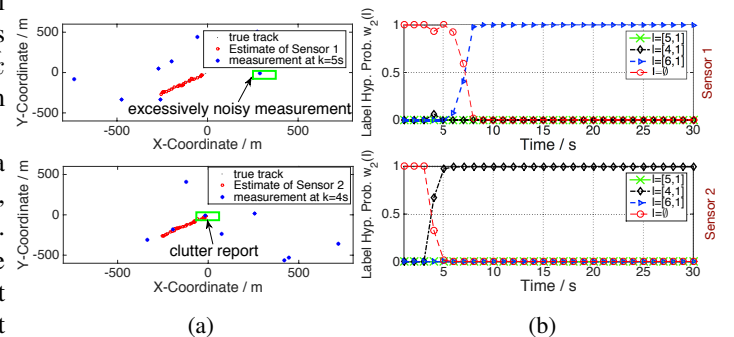 Y-Coordinate / m
600
0
-600
true track
Estimate of Sensor 1
measurement at k=5s
excessively noisy measurement
-500
0
500
X-Coordinate / m
Y-Coordinate / m
600
0
-600
true track
Estimate of Sensor 2
measurement at k=4s
clutter report
-500
0
500
X-Coordinate / m
(a)
Label Hyp. Prob. w₂(l)
1
0.5
0
l=[5,1]
l=[4,1]
l=[6,1]
l=∅
5
10
15
20
25
30
Time / s
Sensor 1
Label Hyp. Prob. w₂(l)
1
0.5
0
l=[5,1]
l=[4,1]
l=[6,1]
l=∅
5
10
15
20
25
30
Time / s
Sensor 2
(b)